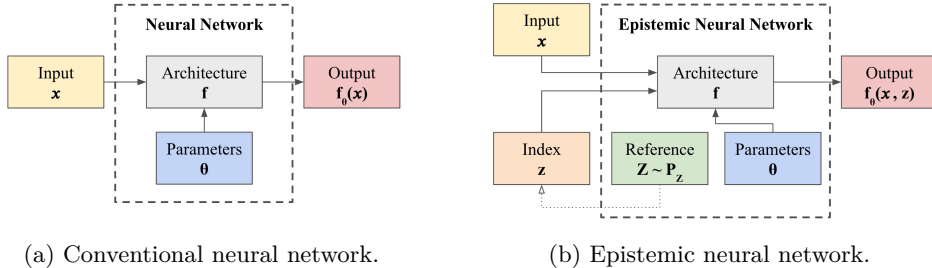 Neural Network
Input
x
Architecture
f
Output
f_θ(x)
Parameters
θ
(a) Conventional neural network.
Input
x
Epistemic Neural Network
Architecture
f
Output
f_θ(x, z)
Index
z
Reference
Z ~ P_Z
Parameters
θ
(b) Epistemic neural network.